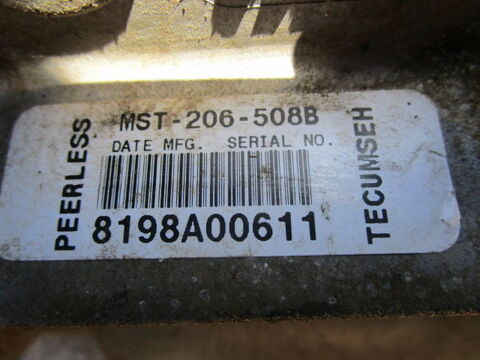 PEERLESS
MST-206-508B
DATE MFG. SERIAL NO.
8198A00611
TECUMSEH